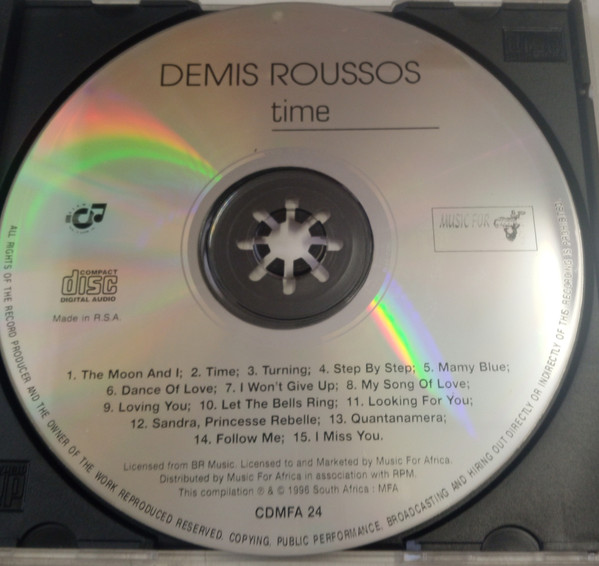 DEMIS ROUSSOS
time
MUSIC FOR
COMPACT
disc
DIGITAL AUDIO
Made in R.S.A.
1. The Moon And I; 2. Time; 3. Turning; 4. Step By Step; 5. Mamy Blue;
6. Dance Of Love; 7. I Won't Give Up; 8. My Song Of Love;
9. Loving You; 10. Let The Bells Ring; 11. Looking For You;
12. Sandra, Princesse Rebelle; 13. Quantanamera;
14. Follow Me; 15. I Miss You.
Licensed from BR Music. Licensed to and Marketed by Music For Africa.
Distributed by Music For Africa in association with RPM.
This compilation ℗ & © 1996 South Africa : MFA
CDMFA 24
ALL RIGHTS OF THE RECORD PRODUCER AND THE OWNER OF THE WORK REPRODUCED RESERVED. COPYING, PUBLIC PERFORMANCE, BROADCASTING AND HIRING OUT DIRECTLY OR INDIRECTLY OF THE RECORDING